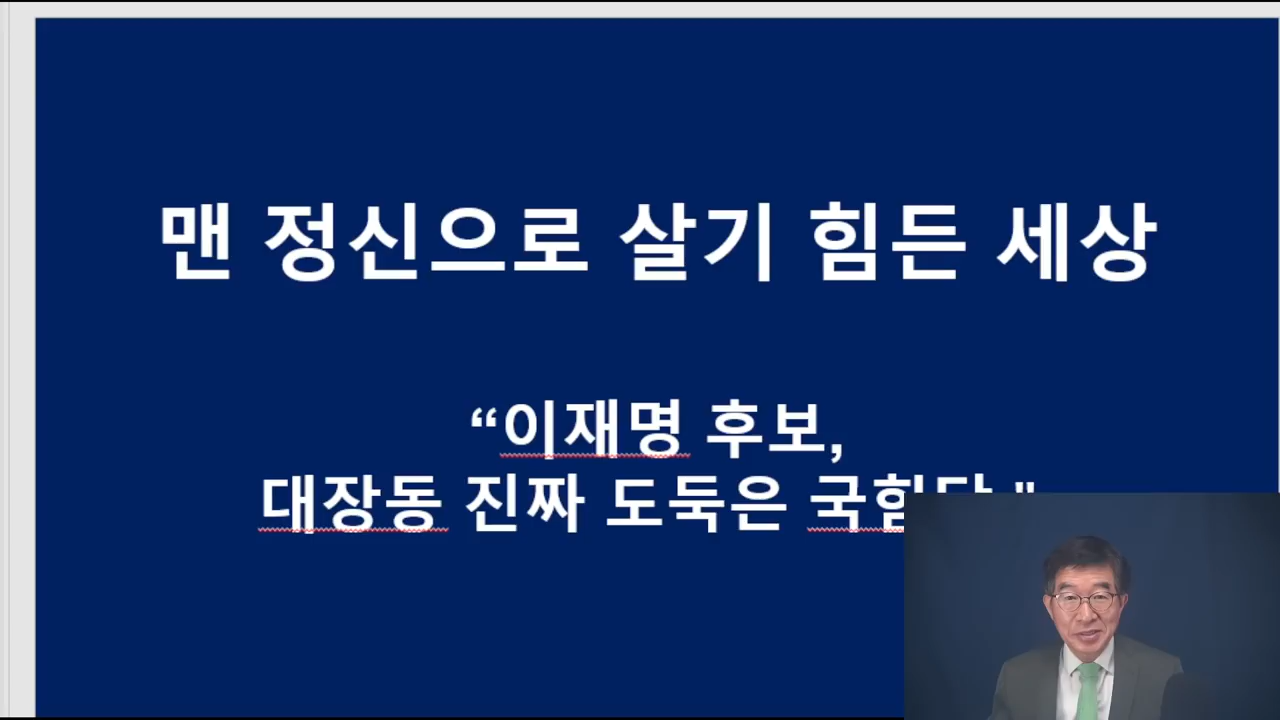 맨 정신으로 살기 힘든 세상
“이재명 후보,
대장동 진짜 도둑은